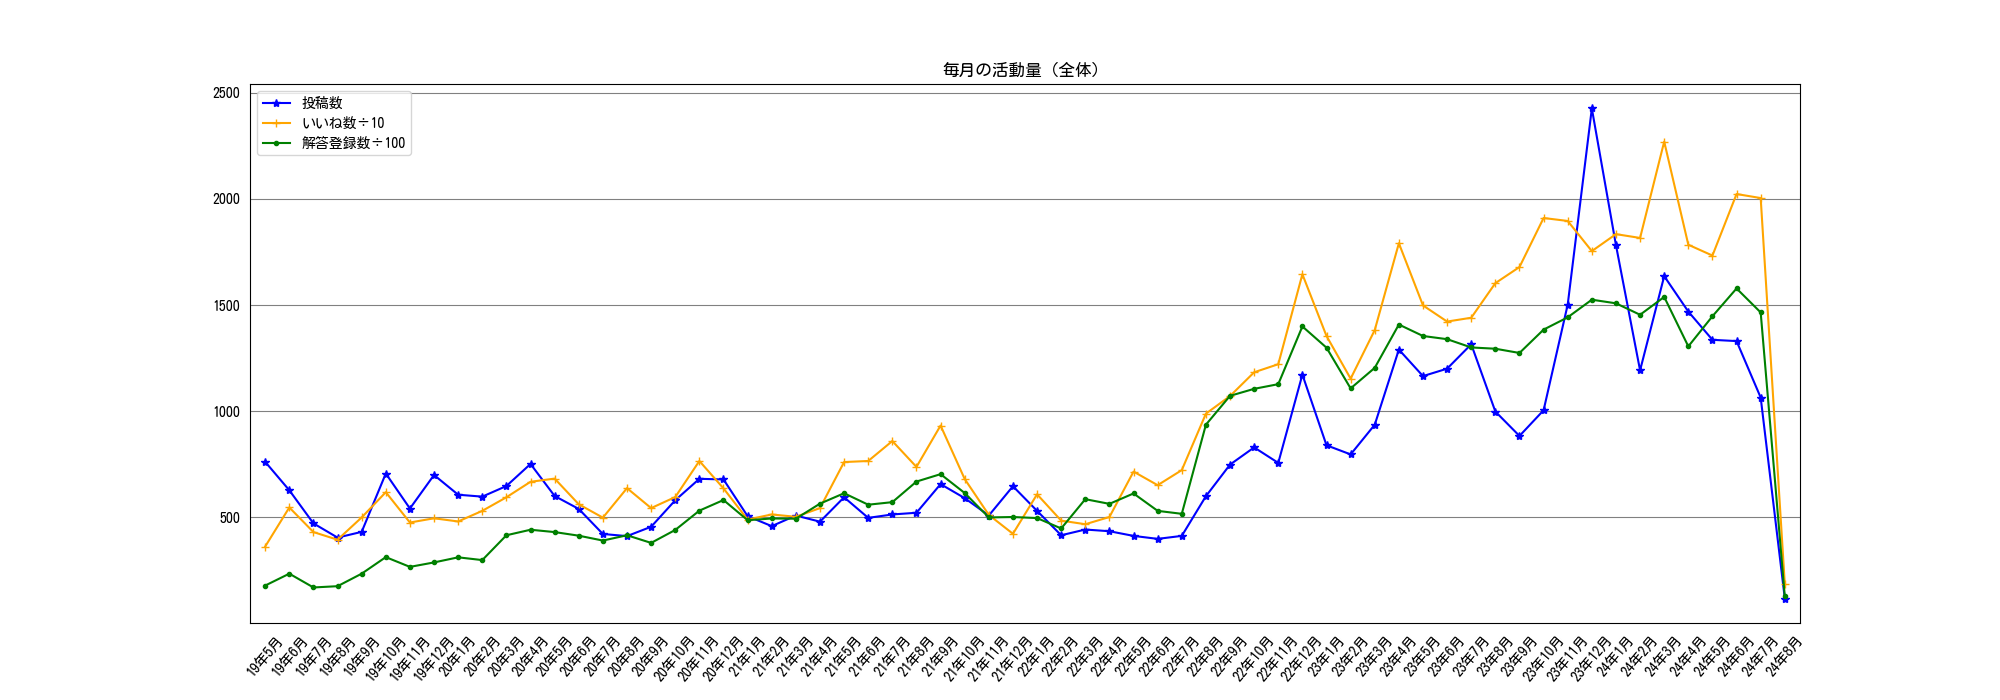 毎月の活動量（全体）
投稿数
いいね数÷10
解答登録数÷100
2500
2000
1500
1000
500
19年5月
19年6月
19年7月
19年8月
19年9月
19年10月
19年11月
19年12月
20年1月
20年2月
20年3月
20年4月
20年5月
20年6月
20年7月
20年8月
20年9月
20年10月
20年11月
20年12月
21年1月
21年2月
21年3月
21年4月
21年5月
21年6月
21年7月
21年8月
21年9月
21年10月
21年11月
21年12月
22年1月
22年2月
22年3月
22年4月
22年5月
22年6月
22年7月
22年8月
22年9月
22年10月
22年11月
22年12月
23年1月
23年2月
23年3月
23年4月
23年5月
23年6月
23年7月
23年8月
23年9月
23年10月
23年11月
23年12月
24年1月
24年2月
24年3月
24年4月
24年5月
24年6月
24年7月
24年8月